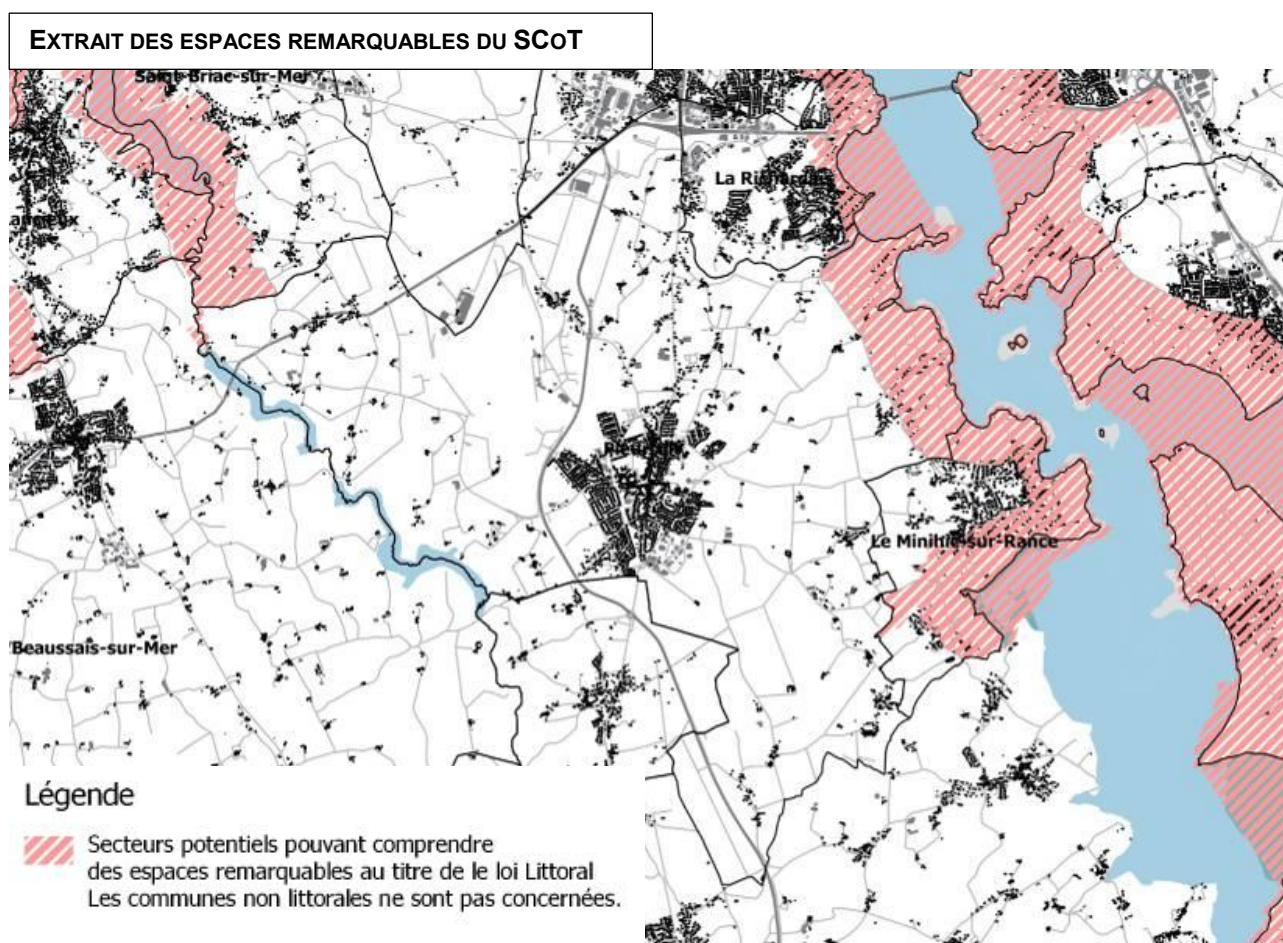 EXTRAIT DES ESPACES REMARQUABLES DU SCOT
Saint-Briac-sur-Mer
La Richardais
Le Minihic-sur-Rance
Beaussais-sur-Mer
Légende
Secteurs potentiels pouvant comprendre
des espaces remarquables au titre de le loi Littoral
Les communes non littorales ne sont pas concernées.